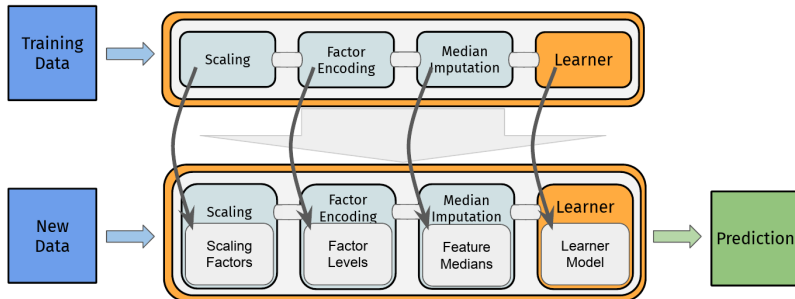 Training
Data
Scaling
Factor
Encoding
Median
Imputation
Learner
New
Data
Scaling
Scaling
Factors
Factor
Encoding
Factor
Levels
Median
Imputation
Feature
Medians
Learner
Learner
Model
Prediction